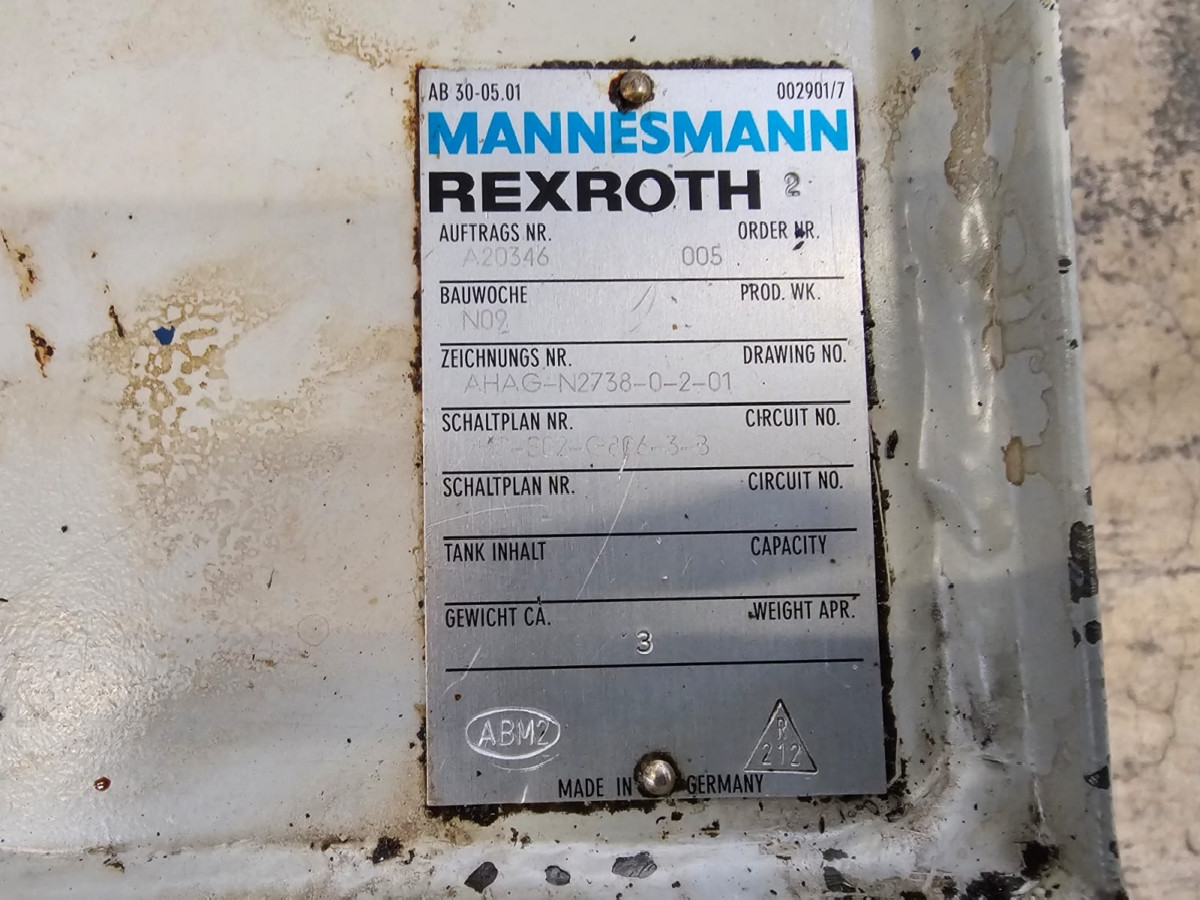 AB 30-05.01 002901/7
MANNESMANN
REXROTH 2
AUFTRAGS NR. ORDER NR.
A20346 005
BAUWOCHE PROD. WK.
N09
ZEICHNUNGS NR. DRAWING NO.
AHAG-N2738-0-2-01
SCHALTPLAN NR. CIRCUIT NO.
SCHALTPLAN NR. CIRCUIT NO.
TANK INHALT CAPACITY
GEWICHT CA. WEIGHT APR.
3
ABM2
R
212
MADE IN GERMANY